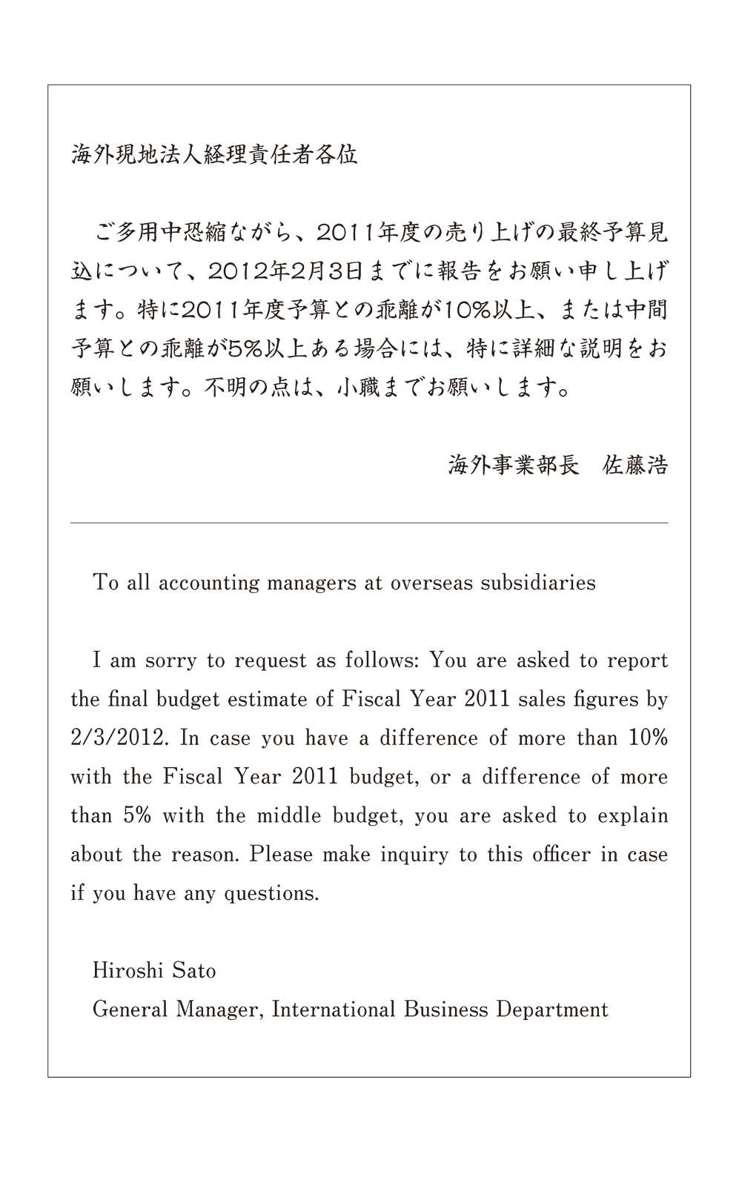 海外現地法人経理責任者各位
ご多用中恐縮ながら、2011年度の売り上げの最終予算見
込について、2012年2月3日までに報告をお願い申し上げ
ます。特に2011年度予算との乖離が10%以上、または中間
予算との乖離が5%以上ある場合には、特に詳細な説明をお
願いします。不明の点は、小職までお願いします。
海外事業部長　佐藤浩
To all accounting managers at overseas subsidiaries
I am sorry to request as follows: You are asked to report
the final budget estimate of Fiscal Year 2011 sales figures by
2/3/2012. In case you have a difference of more than 10%
with the Fiscal Year 2011 budget, or a difference of more
than 5% with the middle budget, you are asked to explain
about the reason. Please make inquiry to this officer in case
if you have any questions.
Hiroshi Sato
General Manager, International Business Department